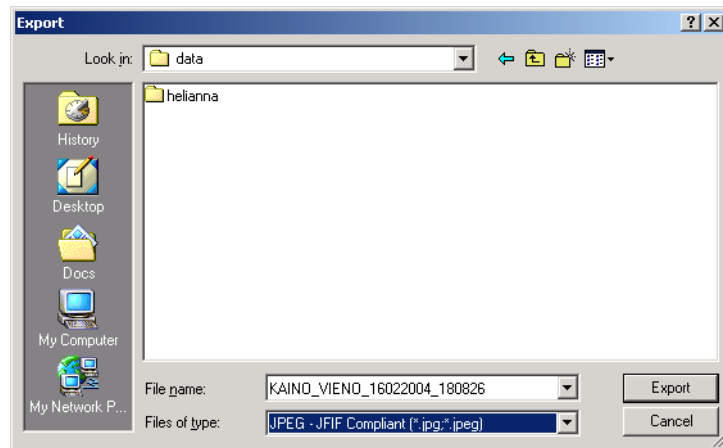 Export
Look in: data
helianna
History
Desktop
Docs
My Computer
My Network P...
File name: KAINO_VIENO_16022004_180826 Export
Files of type: JPEG - JFIF Compliant (*.jpg;*.jpeg) Cancel